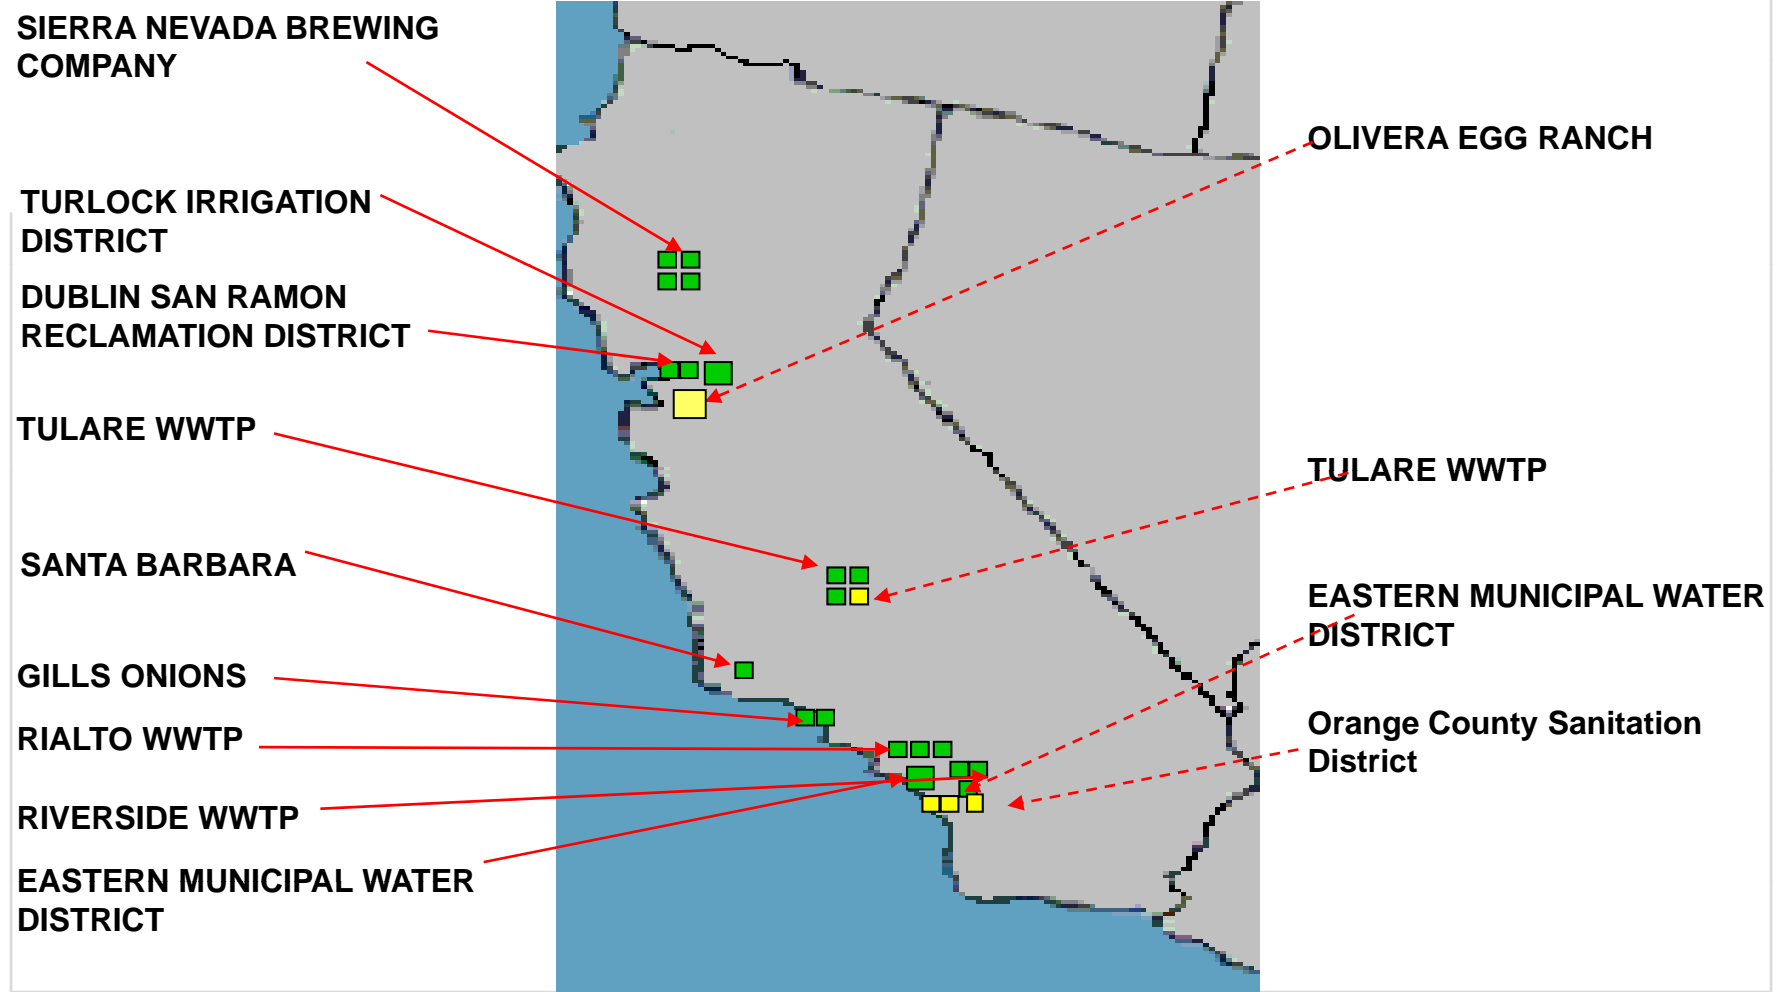 SIERRA NEVADA BREWING
COMPANY
TURLOCK IRRIGATION
DISTRICT
DUBLIN SAN RAMON
RECLAMATION DISTRICT
TULARE WWTP
SANTA BARBARA
GILLS ONIONS
RIALTO WWTP
RIVERSIDE WWTP
EASTERN MUNICIPAL WATER
DISTRICT
OLIVERA EGG RANCH
TULARE WWTP
EASTERN MUNICIPAL WATER
DISTRICT
Orange County Sanitation
District